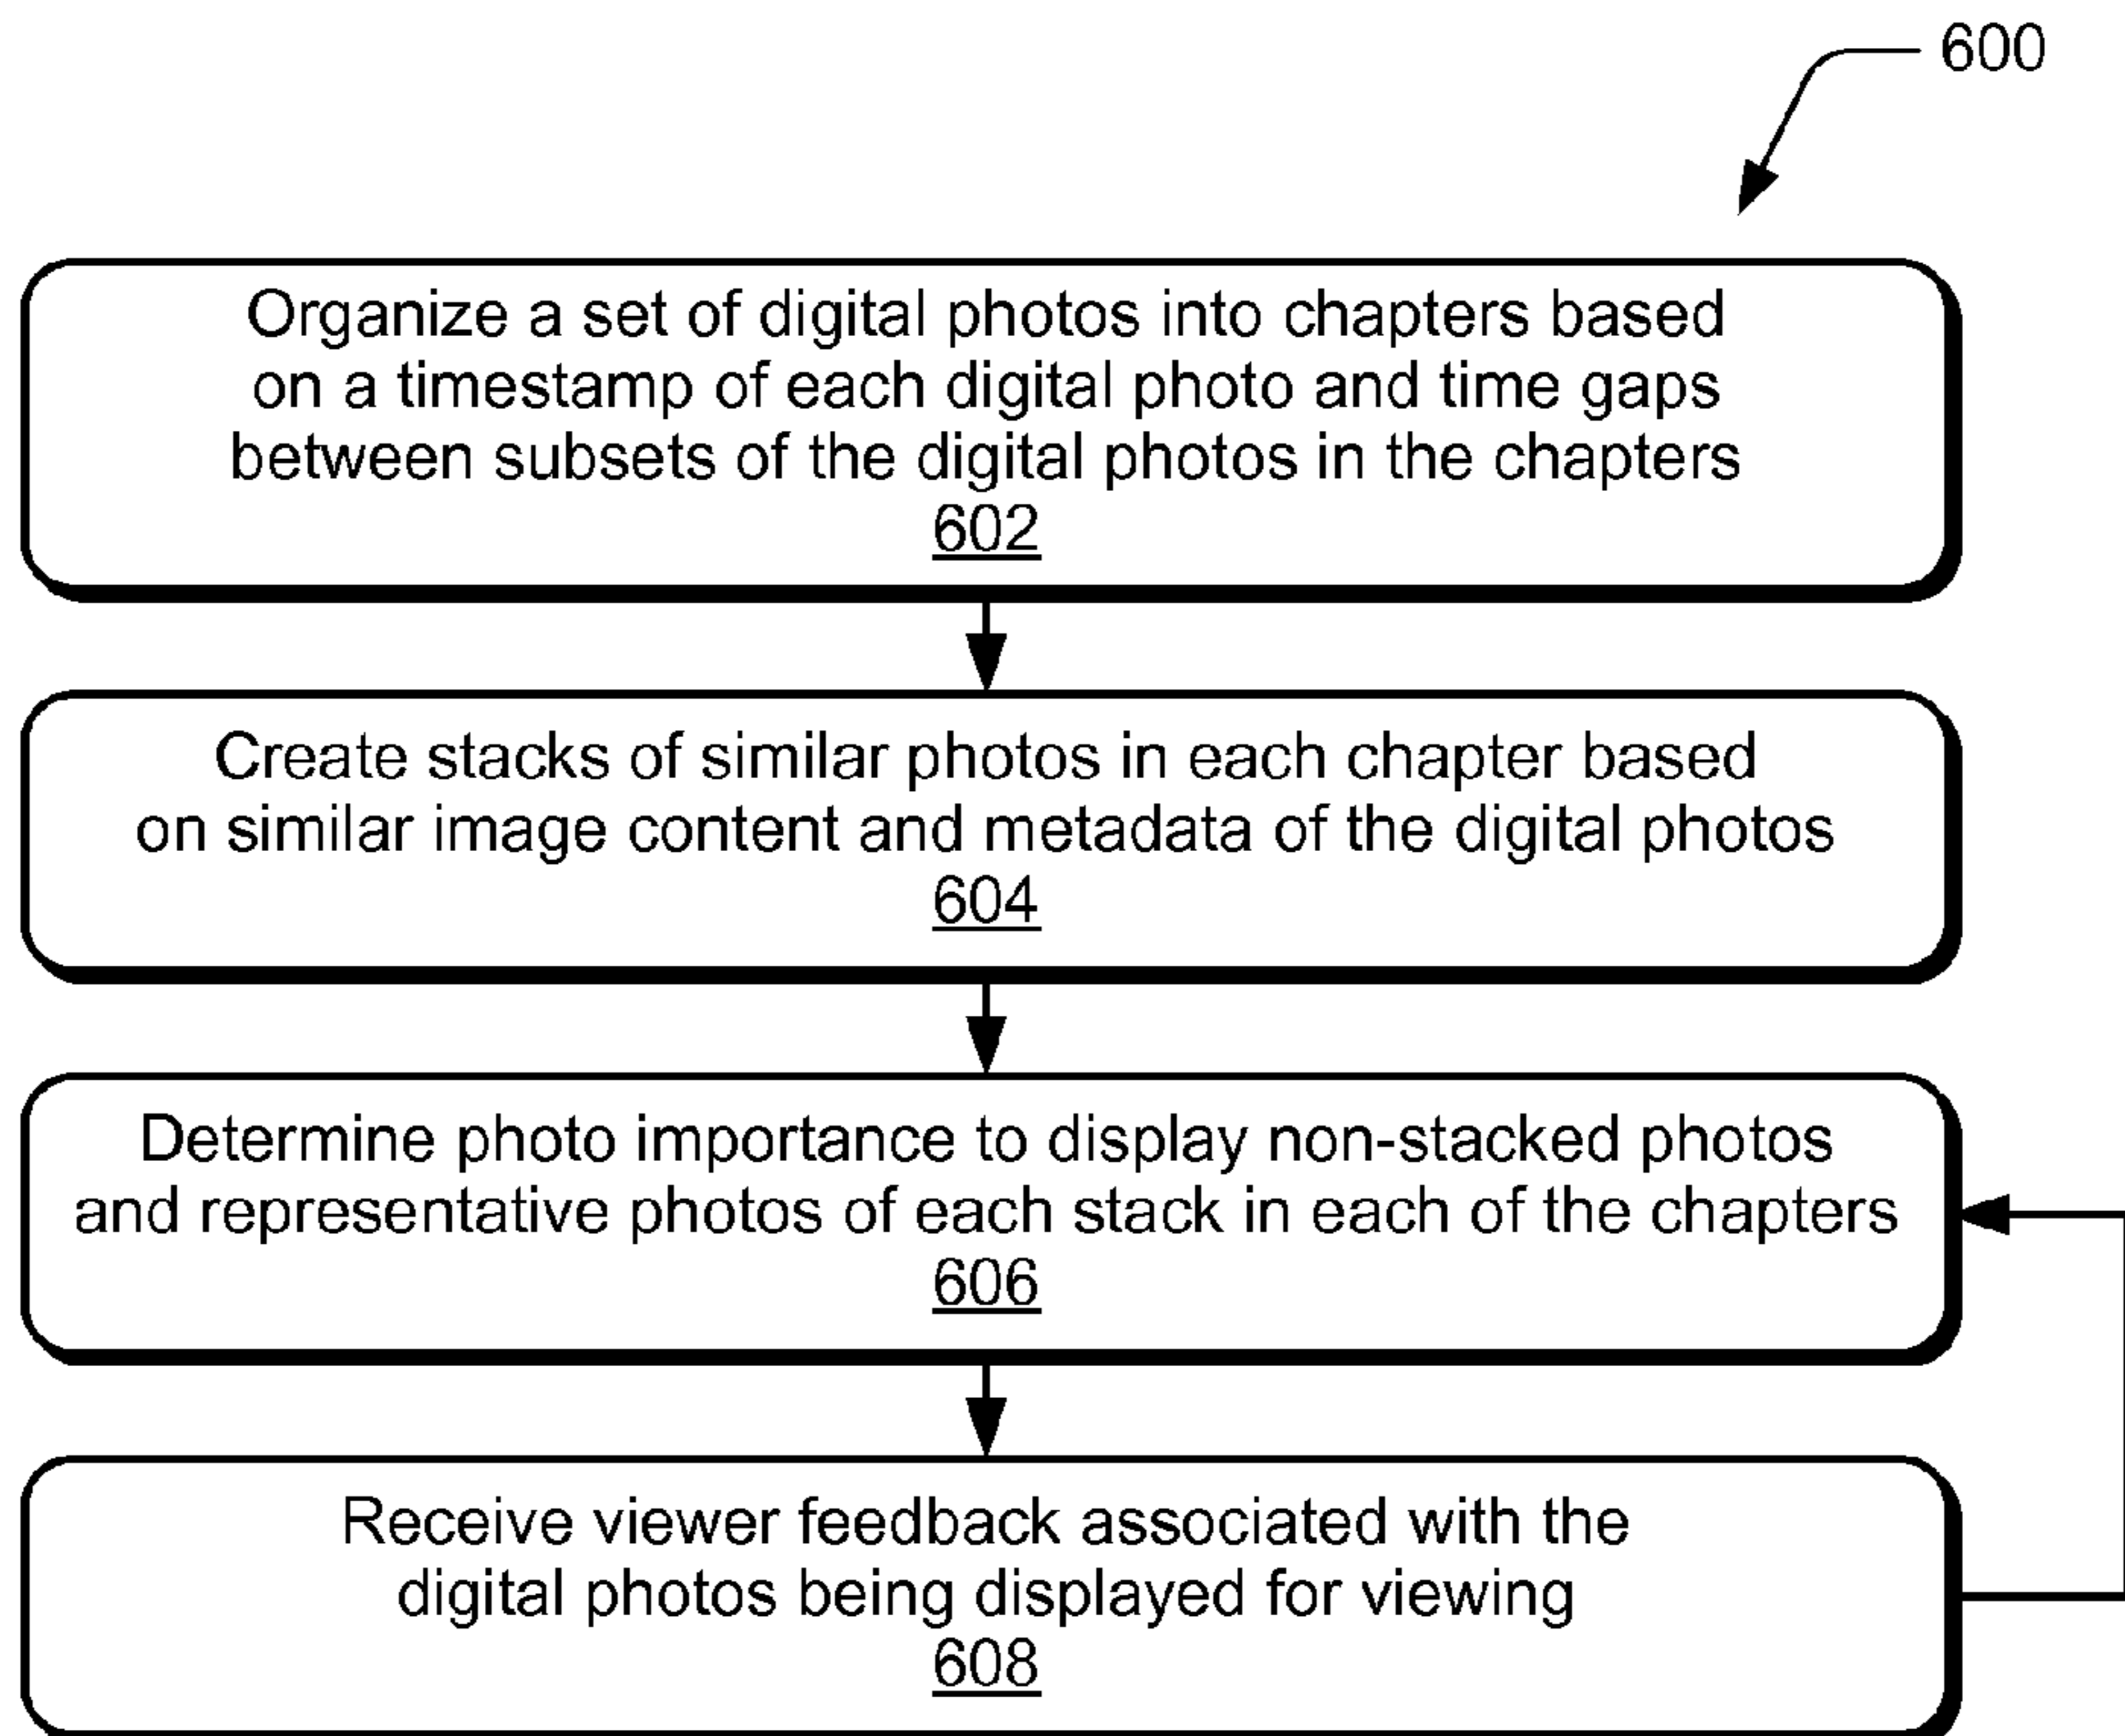 600
Organize a set of digital photos into chapters based
on a timestamp of each digital photo and time gaps
between subsets of the digital photos in the chapters
602
Create stacks of similar photos in each chapter based
on similar image content and metadata of the digital photos
604
Determine photo importance to display non-stacked photos
and representative photos of each stack in each of the chapters
606
Receive viewer feedback associated with the
digital photos being displayed for viewing
608